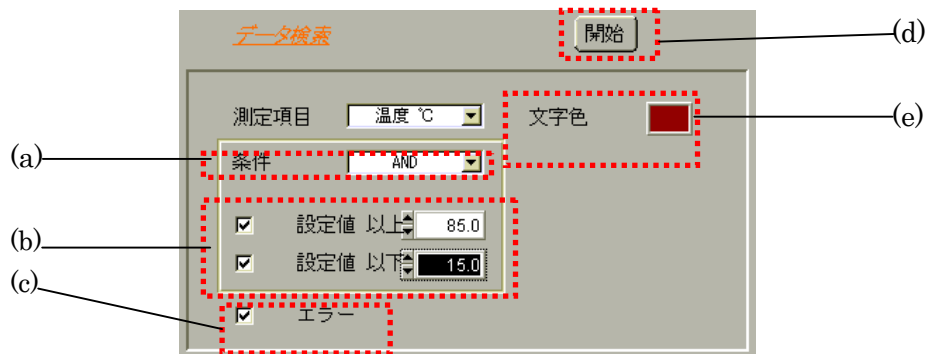 データ検索
開始
(d)
測定項目 温度 ℃ 文字色
(e)
(a)
条件 AND
(b)
設定値 以上 85.0
設定値 以下 15.0
(c)
エラー